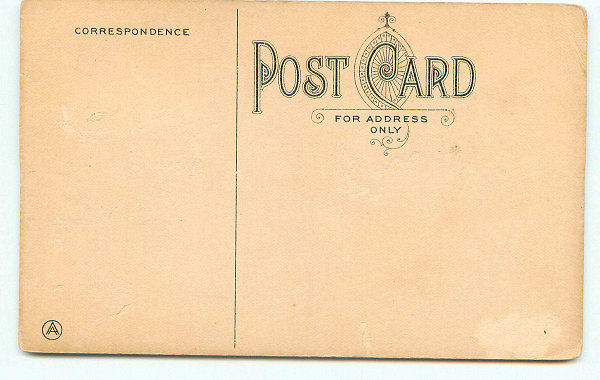 CORRESPONDENCE
POST CARD
FOR ADDRESS
ONLY
A